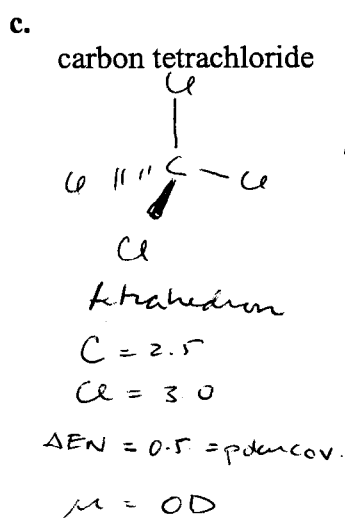 c.
carbon tetrachloride
Cl
Cl C Cl
Cl
tetrahedron
C = 2.5
Cl = 3.0
ΔEN = 0.5 = polar cov.
μ = 0D